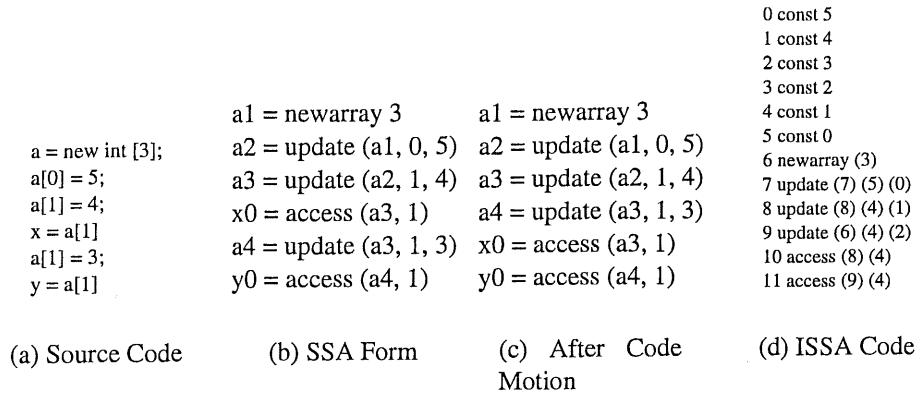 a = new int [3];
a[0] = 5;
a[1] = 4;
x = a[1]
a[1] = 3;
y = a[1]
(a) Source Code
a1 = newarray 3
a2 = update (a1, 0, 5)
a3 = update (a2, 1, 4)
x0 = access (a3, 1)
a4 = update (a3, 1, 3)
y0 = access (a4, 1)
(b) SSA Form
a1 = newarray 3
a2 = update (a1, 0, 5)
a3 = update (a2, 1, 4)
a4 = update (a3, 1, 3)
x0 = access (a3, 1)
y0 = access (a4, 1)
(c) After Code
Motion
0 const 5
1 const 4
2 const 3
3 const 2
4 const 1
5 const 0
6 newarray (3)
7 update (7) (5) (0)
8 update (8) (4) (1)
9 update (6) (4) (2)
10 access (8) (4)
11 access (9) (4)
(d) ISSA Code